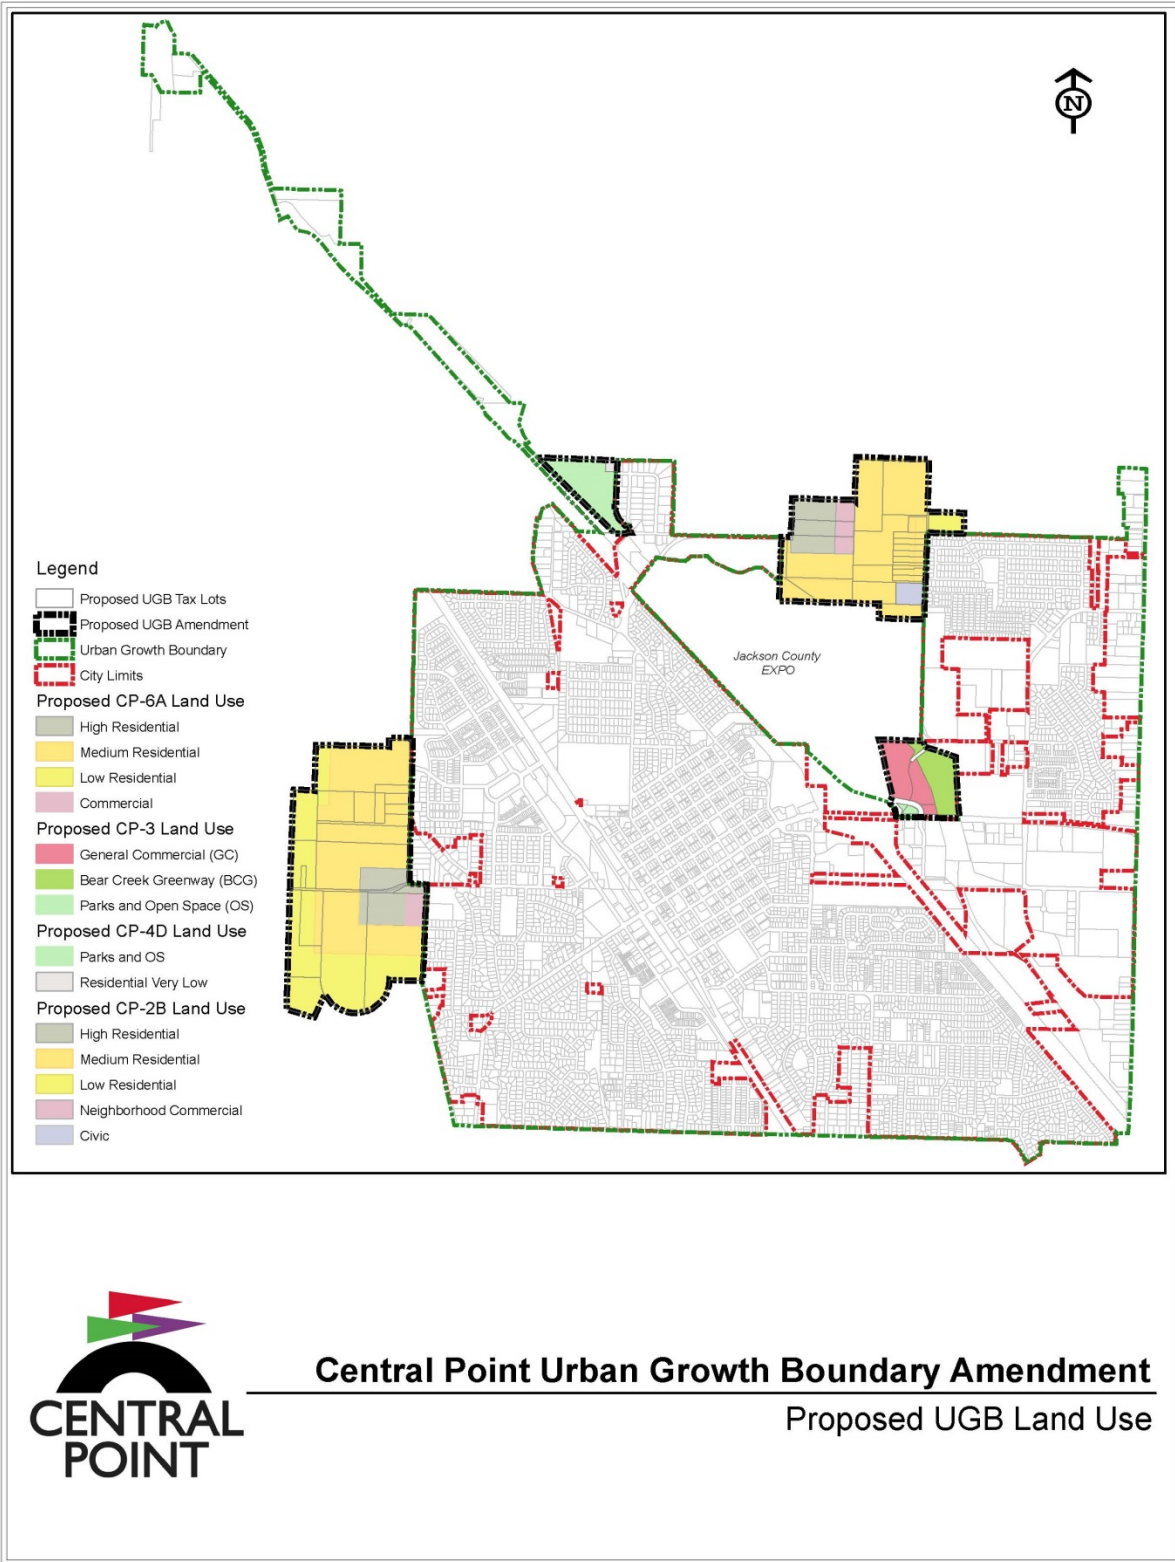 N
Jackson County
EXPO
Legend
Proposed UGB Tax Lots
Proposed UGB Amendment
Urban Growth Boundary
City Limits
Proposed CP-6A Land Use
High Residential
Medium Residential
Low Residential
Commercial
Proposed CP-3 Land Use
General Commercial (GC)
Bear Creek Greenway (BCG)
Parks and Open Space (OS)
Proposed CP-4D Land Use
Parks and OS
Residential Very Low
Proposed CP-2B Land Use
High Residential
Medium Residential
Low Residential
Neighborhood Commercial
Civic
CENTRAL
POINT
Central Point Urban Growth Boundary Amendment
Proposed UGB Land Use